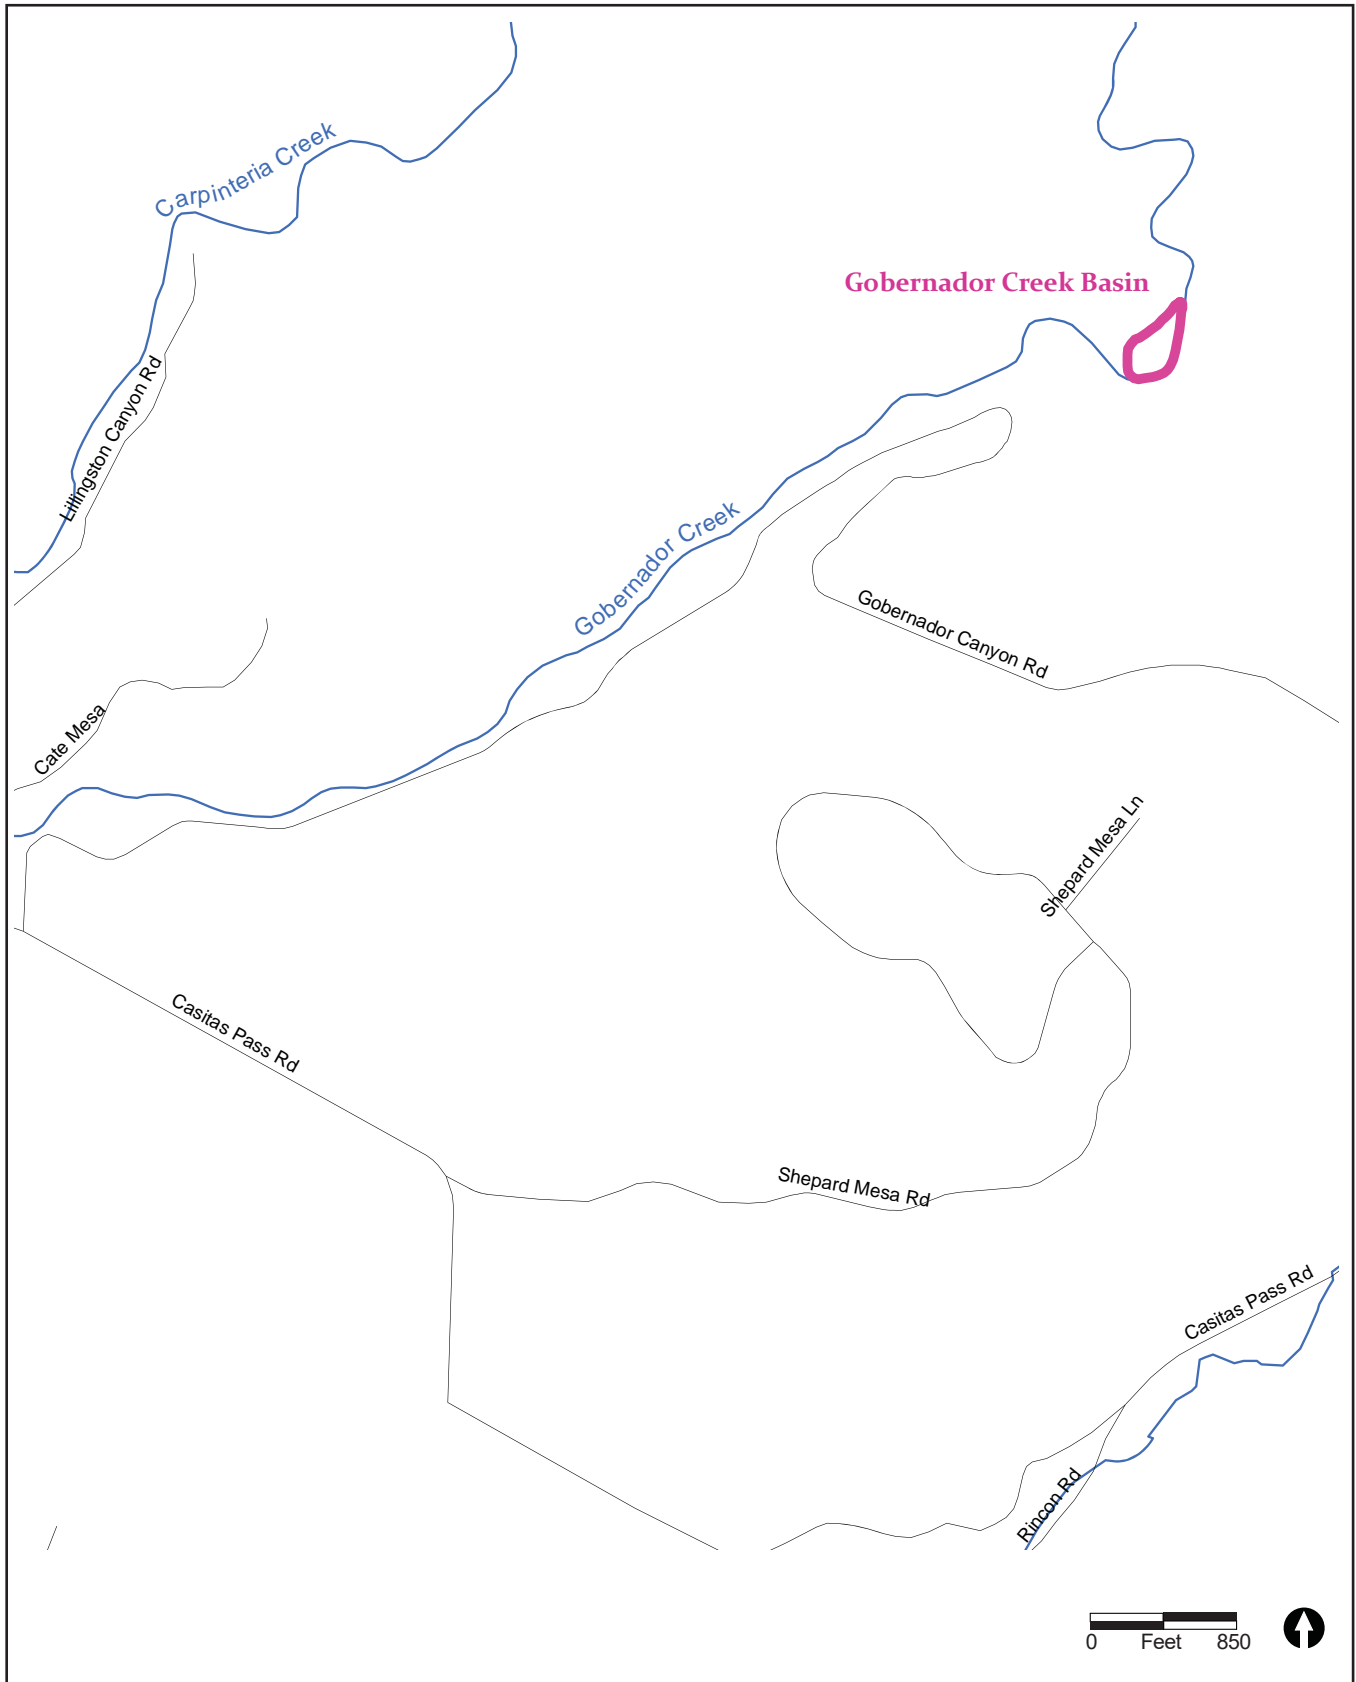 Carpinteria Creek
Gobernador Creek Basin
Lillingston Canyon Rd
Gobernador Creek
Gobernador Canyon Rd
Cate Mesa
Shepard Mesa Ln
Casitas Pass Rd
Shepard Mesa Rd
Casitas Pass Rd
Rincon Rd
0 Feet 850